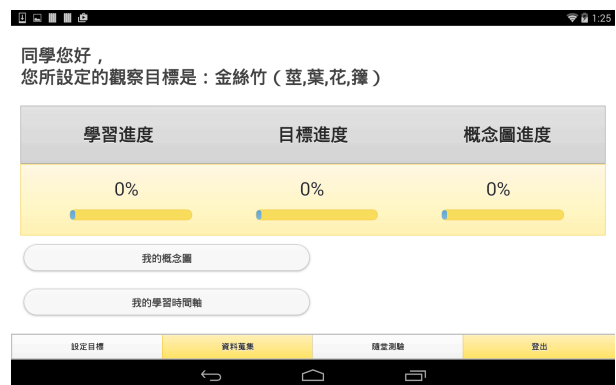 1:25
同學您好，
您所設定的觀察目標是：金絲竹（莖,葉,花,籜）
學習進度 目標進度 概念圖進度
0% 0% 0%
我的概念圖
我的學習時間軸
設定目標 資料蒐集 隨堂測驗 登出